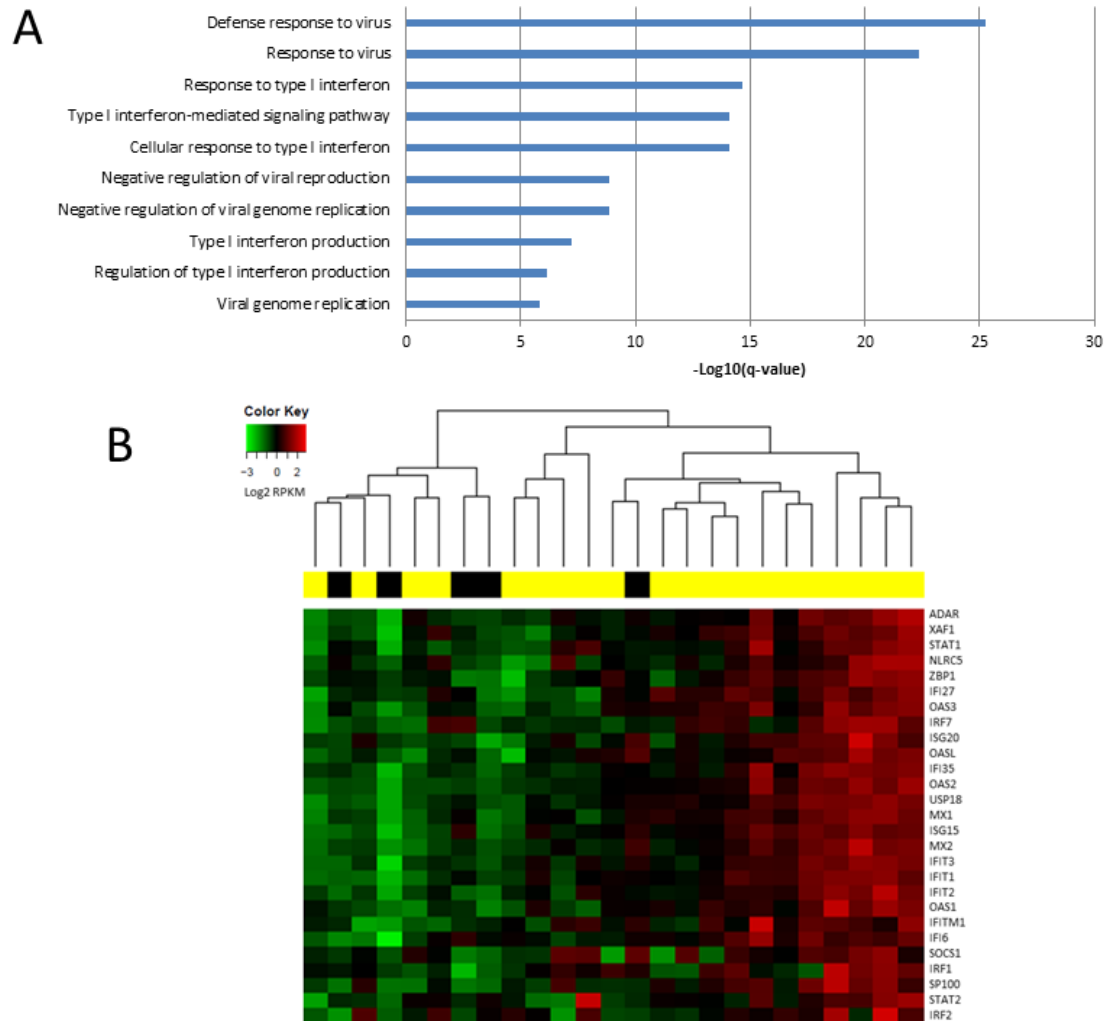 A
Defense response to virus
Response to virus
Response to type I interferon
Type I interferon-mediated signaling pathway
Cellular response to type I interferon
Negative regulation of viral reproduction
Negative regulation of viral genome replication
Type I interferon production
Regulation of type I interferon production
Viral genome replication
0 5 10 15 20 25 30
-Log10(q-value)
B
Color Key
−3 0 2
Log2 RPKM
ADAR
XAF1
STAT1
NLRC5
ZBP1
IFI27
OAS3
IRF7
ISG20
OASL
IFI35
OAS2
USP18
MX1
ISG15
MX2
IFIT3
IFIT1
IFIT2
OAS1
IFITM1
IFI6
SOCS1
IRF1
SP100
STAT2
IRF2